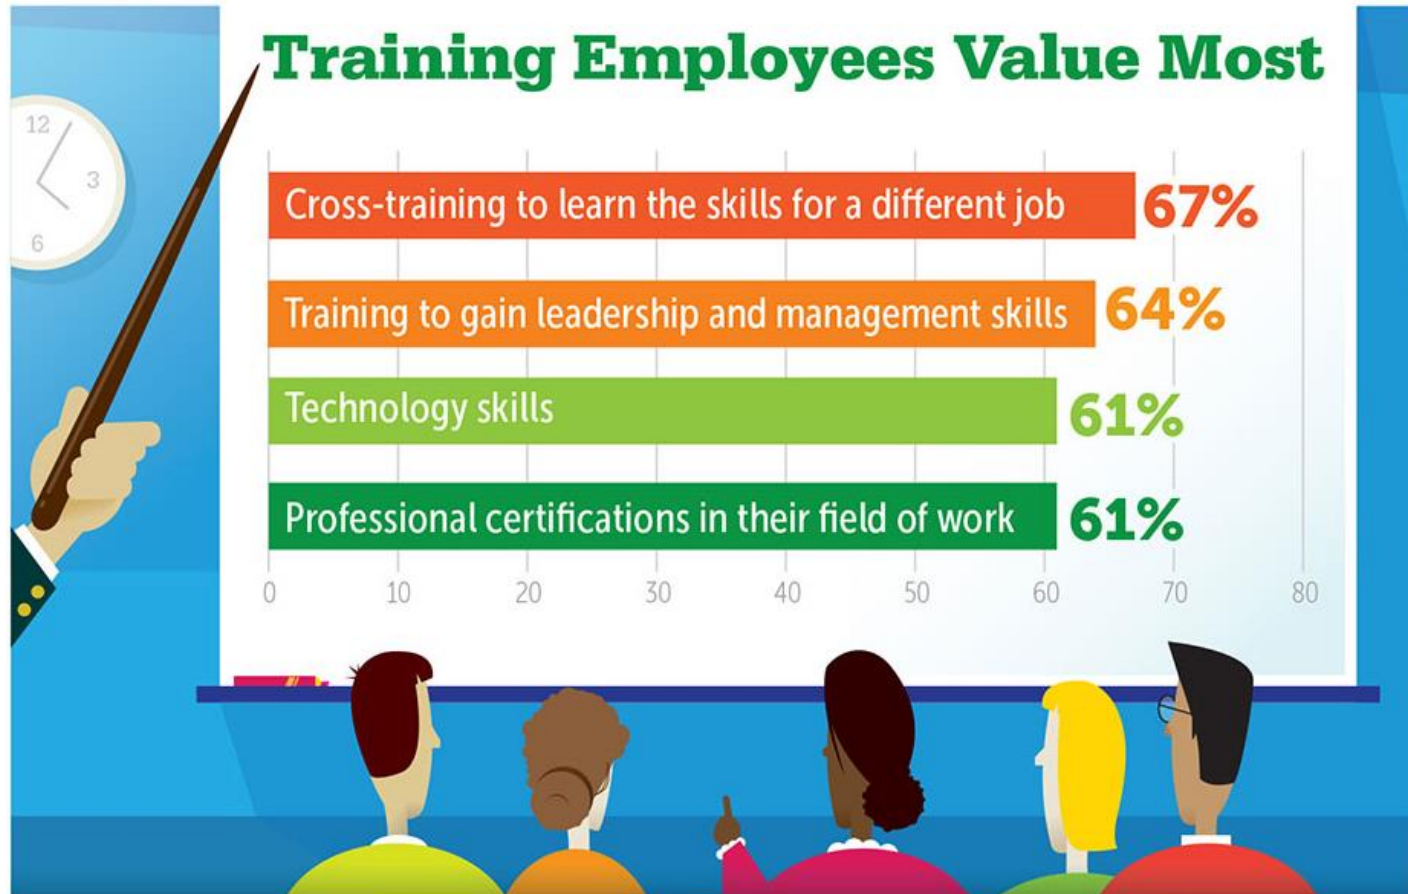 Training Employees Value Most
12
3
6
Cross-training to learn the skills for a different job 67%
Training to gain leadership and management skills 64%
Technology skills 61%
Professional certifications in their field of work 61%
0 10 20 30 40 50 60 70 80